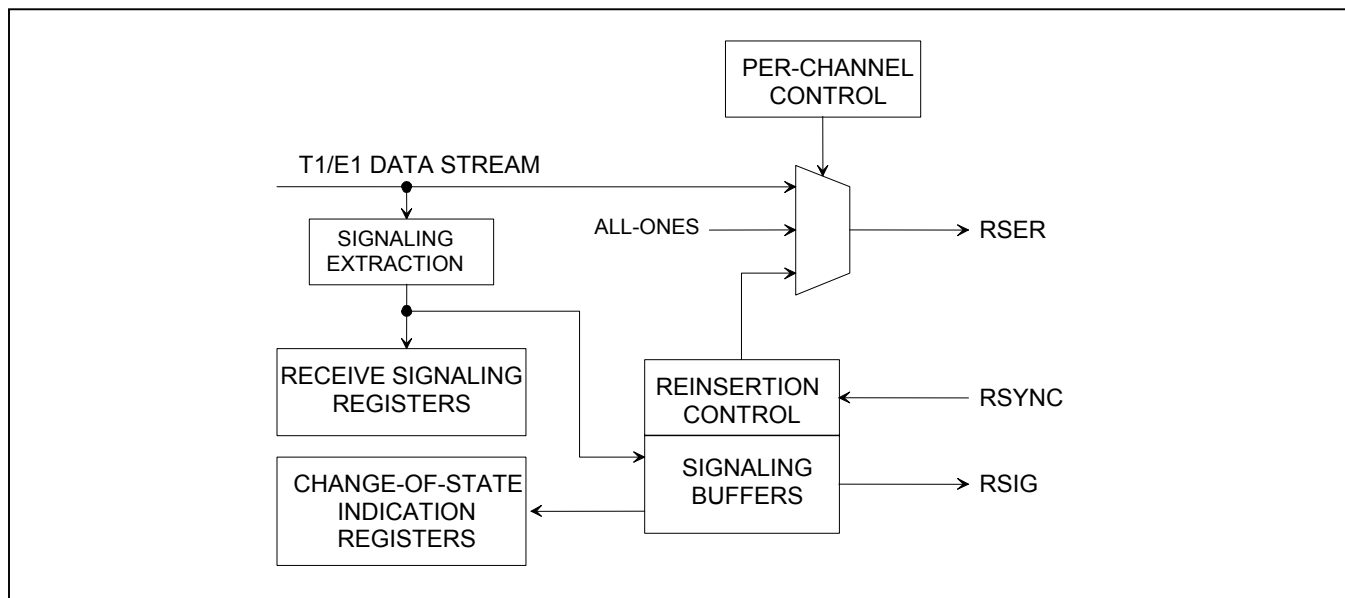 PER-CHANNEL
CONTROL
T1/E1 DATA STREAM
ALL-ONES
RSER
SIGNALING
EXTRACTION
RECEIVE SIGNALING
REGISTERS
REINSERTION
CONTROL
RSYNC
SIGNALING
BUFFERS
RSIG
CHANGE-OF-STATE
INDICATION
REGISTERS